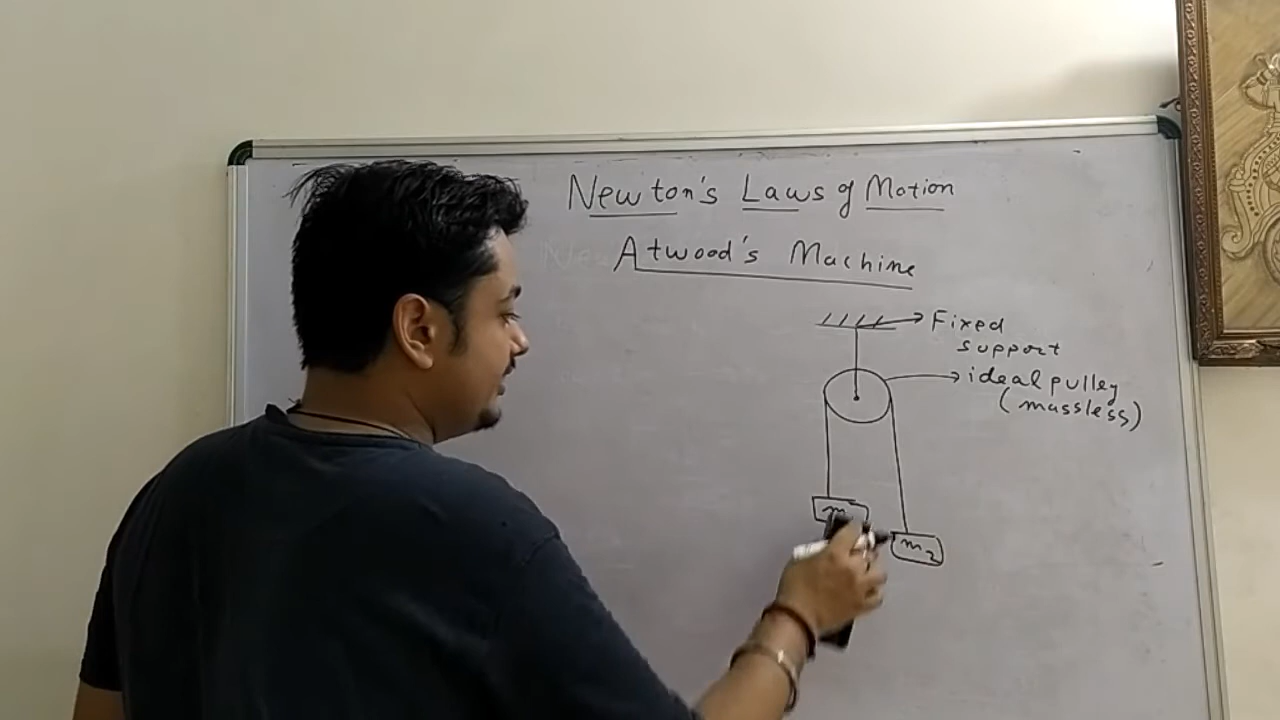 Newton's Laws of Motion
Atwood's Machine
Fixed
support
ideal pulley
(massless)
m
m2